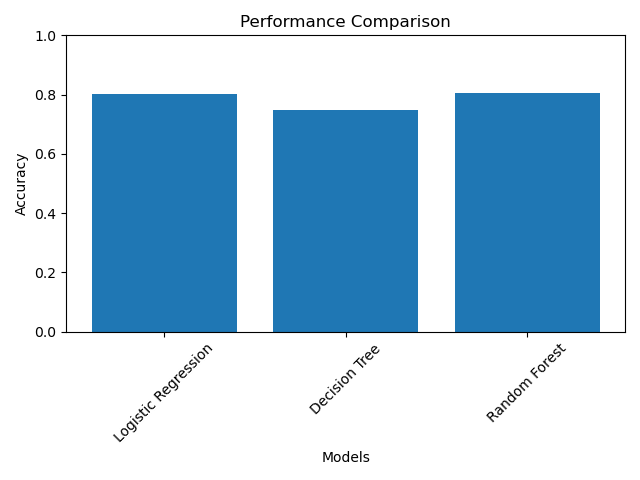 Performance Comparison
1.0
0.8
0.6
0.4
0.2
0.0
Accuracy
Logistic Regression
Decision Tree
Random Forest
Models